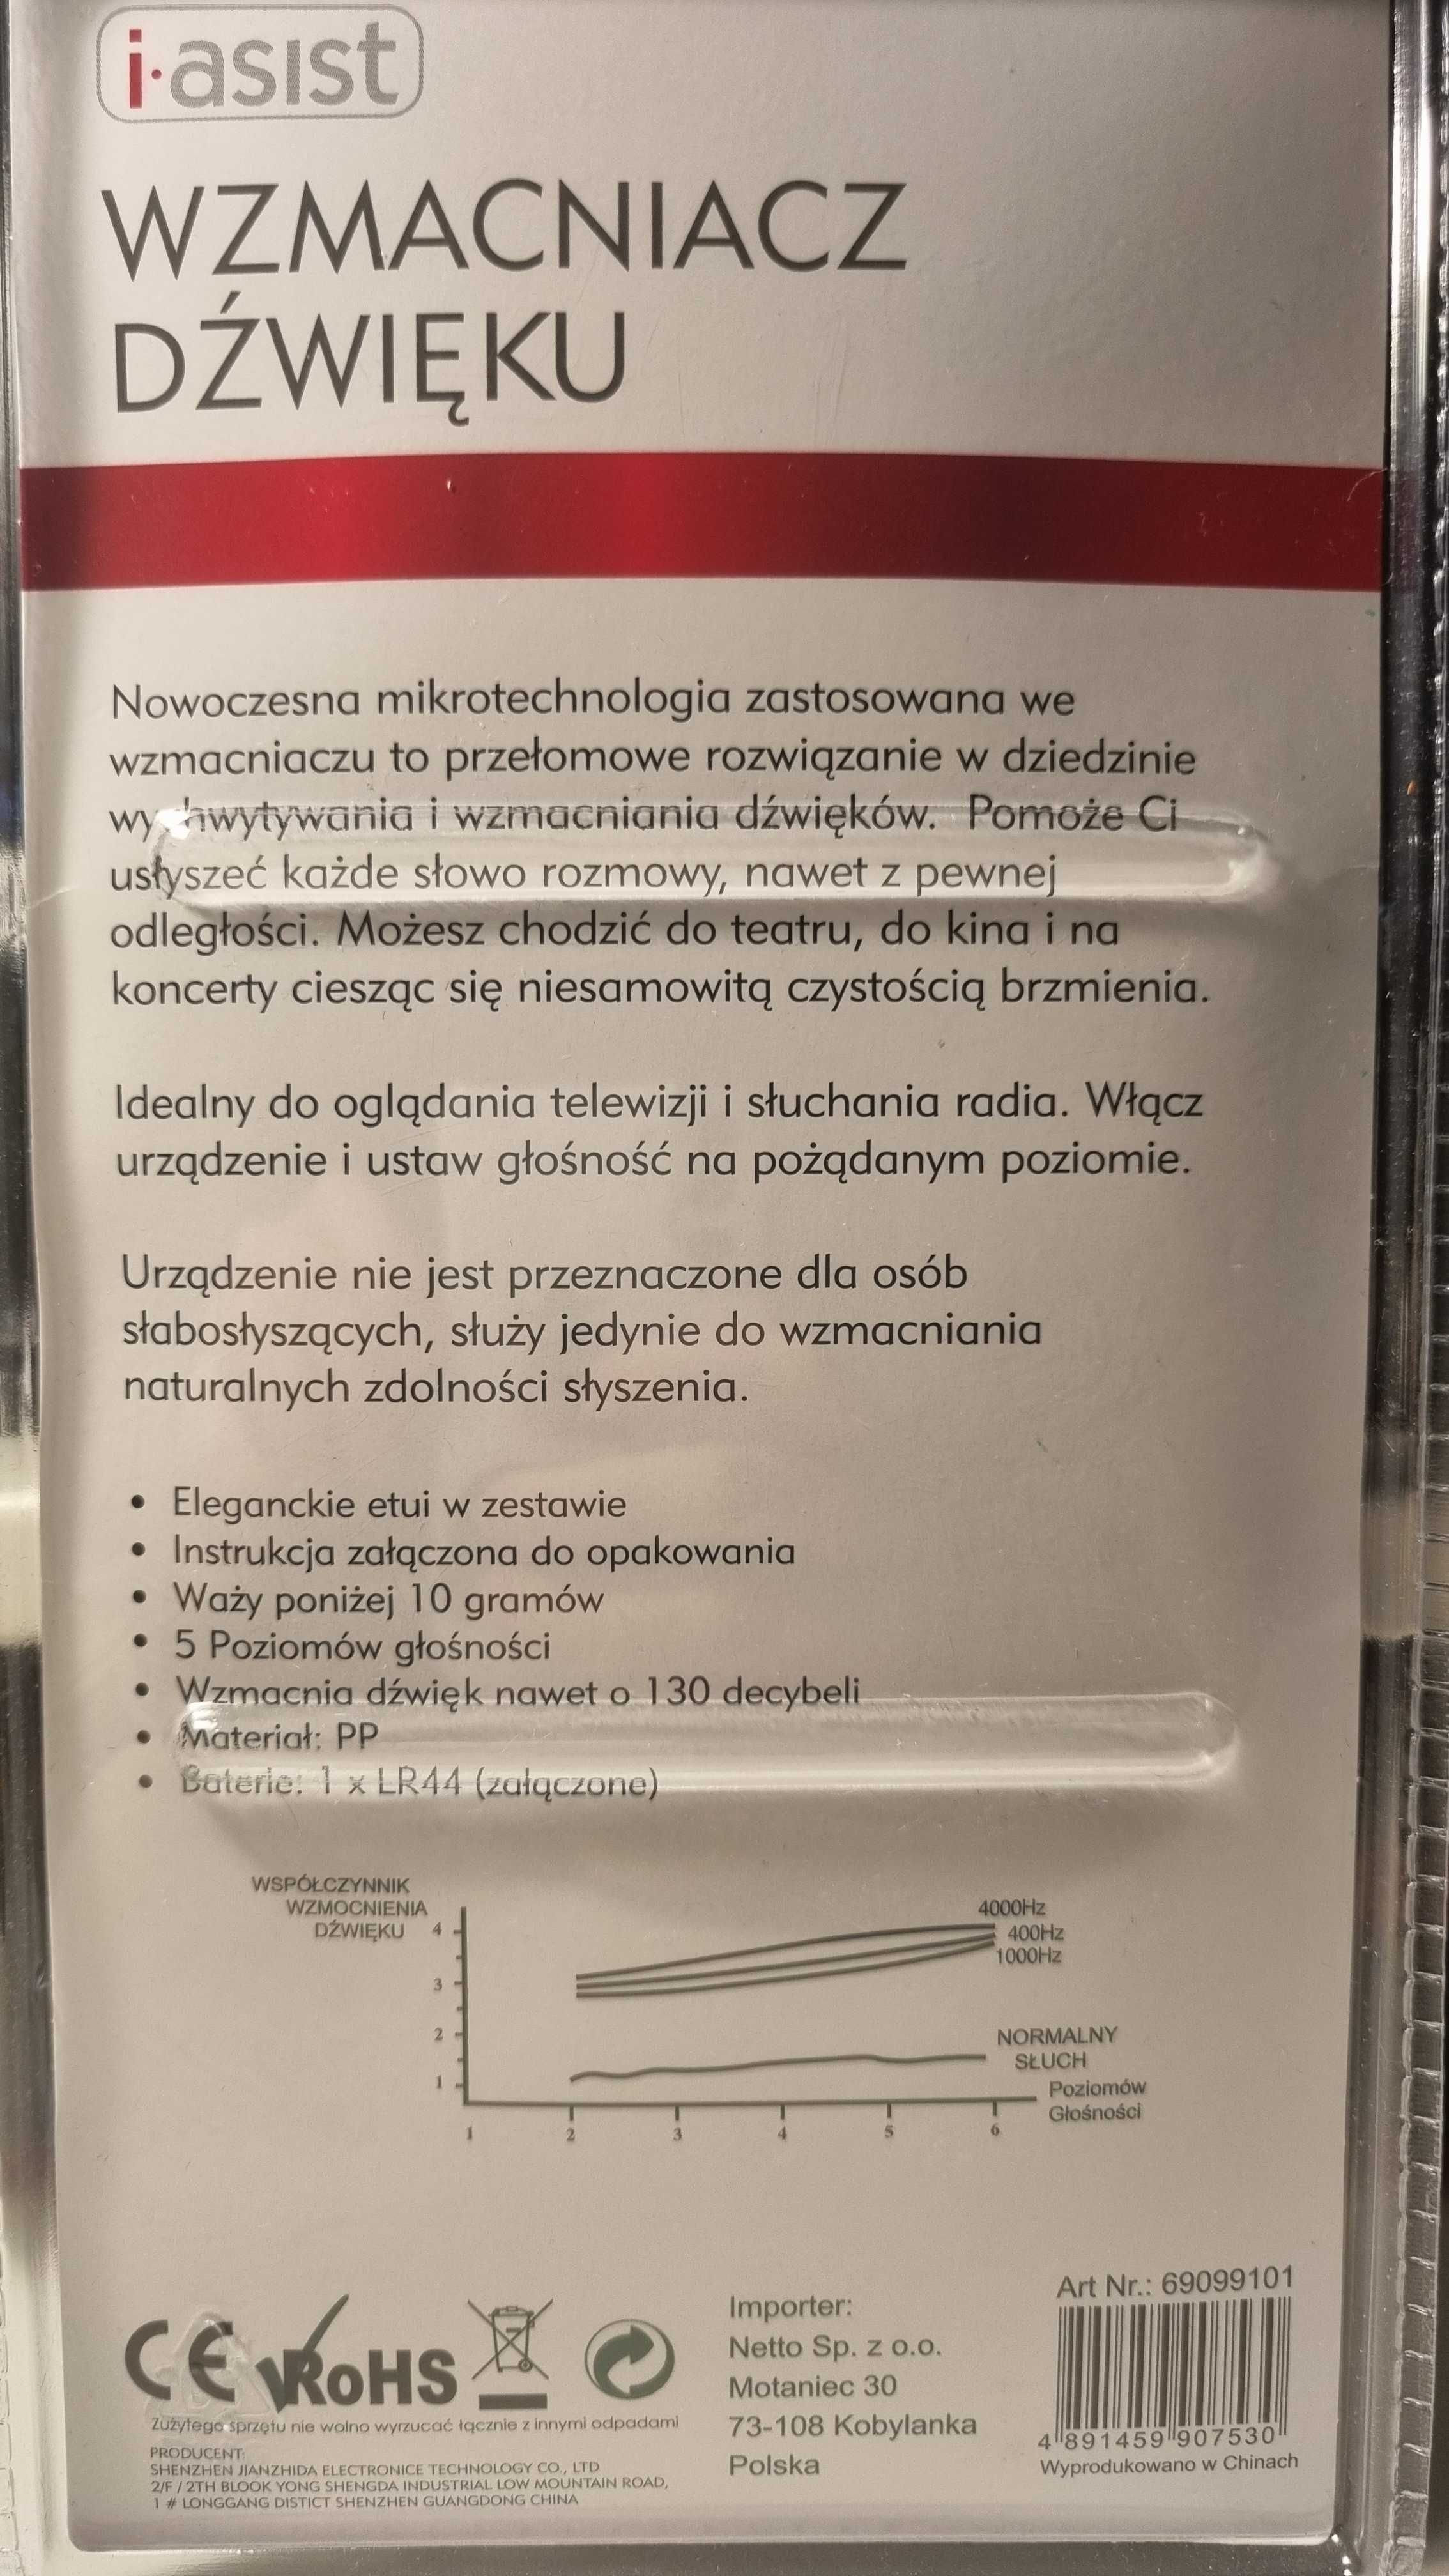 i·asist
WZMACNIACZ
DŹWIĘKU
Nowoczesna mikrotechnologia zastosowana we
wzmacniaczu to przełomowe rozwiązanie w dziedzinie
wychwytywania i wzmacniania dźwięków. Pomoże Ci
usłyszeć każde słowo rozmowy, nawet z pewnej
odległości. Możesz chodzić do teatru, do kina i na
koncerty ciesząc się niesamowitą czystością brzmienia.
Idealny do oglądania telewizji i słuchania radia. Włącz
urządzenie i ustaw głośność na pożądanym poziomie.
Urządzenie nie jest przeznaczone dla osób
słabosłyszących, służy jedynie do wzmacniania
naturalnych zdolności słyszenia.
• Eleganckie etui w zestawie
• Instrukcja załączona do opakowania
• Waży poniżej 10 gramów
• 5 Poziomów głośności
• Wzmacnia dźwięk nawet o 130 decybeli
• Materiał: PP
• Baterie: 1 x LR44 (załączone)
WSPÓŁCZYNNIK
WZMOCNIENIA
DŹWIĘKU
4
3
2
1
4000Hz
400Hz
1000Hz
NORMALNY
SŁUCH
Poziomów
Głośności
1 2 3 4 5 6
CE RoHS
Zużytego sprzętu nie wolno wyrzucać łącznie z innymi odpadami
PRODUCENT:
SHENZHEN JIANZHIDA ELECTRONICE TECHNOLOGY CO., LTD
2/F / 2TH BLOOK YONG SHENGDA INDUSTRIAL LOW MOUNTAIN ROAD,
1 # LONGGANG DISTICT SHENZHEN GUANGDONG CHINA
Importer:
Netto Sp. z o.o.
Motaniec 30
73-108 Kobylanka
Polska
Art Nr.: 69099101
4 891459 907530
Wyprodukowano w Chinach